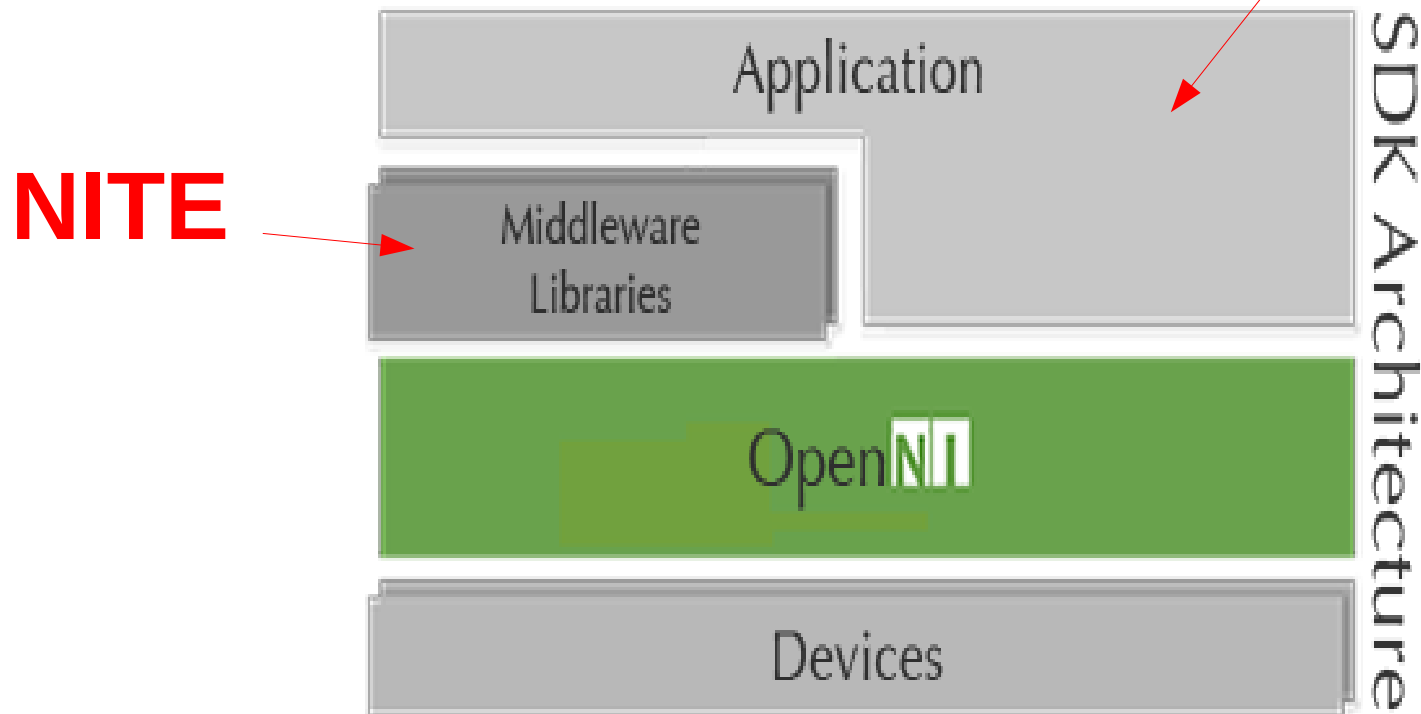 Application
SDK Architecture
NITE
Middleware
Libraries
OpenNI
Devices